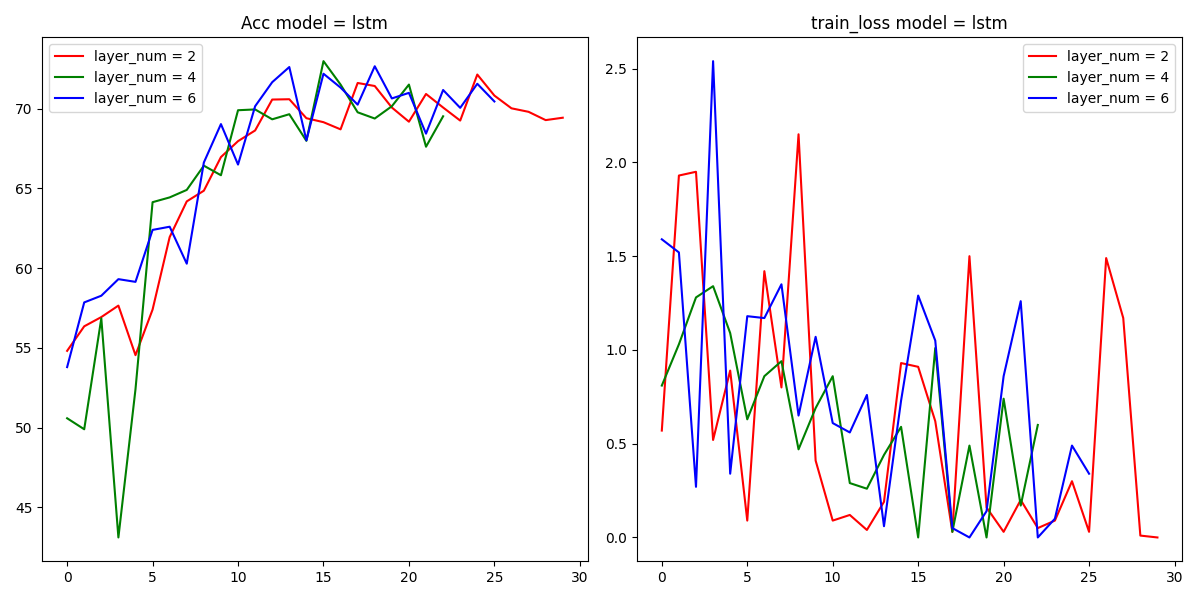 Acc model = lstm
layer_num = 2
layer_num = 4
layer_num = 6
70
65
60
55
50
45
0 5 10 15 20 25 30
train_loss model = lstm
layer_num = 2
layer_num = 4
layer_num = 6
2.5
2.0
1.5
1.0
0.5
0.0
0 5 10 15 20 25 30